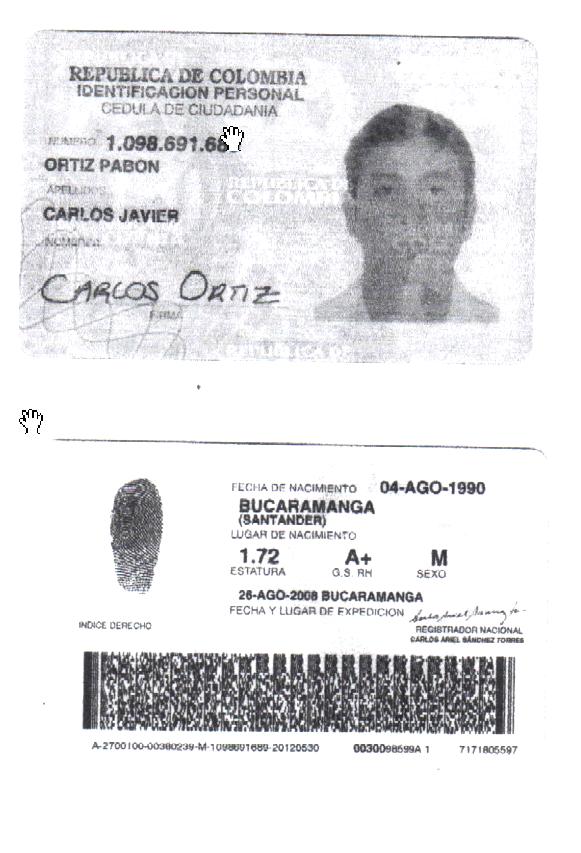 REPUBLICA DE COLOMBIA
IDENTIFICACION PERSONAL
CEDULA DE CIUDADANIA
NUMERO 1.098.691.68
ORTIZ PABON
APELLIDOS
CARLOS JAVIER
NOMBRES
CARLOS ORTIZ
FIRMA
REPUBLICA DE
COLOMBIA
REPUBLICA DE
FECHA DE NACIMIENTO 04-AGO-1990
BUCARAMANGA
(SANTANDER)
LUGAR DE NACIMIENTO
1.72 A+ M
ESTATURA G.S. RH SEXO
26-AGO-2008 BUCARAMANGA
FECHA Y LUGAR DE EXPEDICION
INDICE DERECHO
REGISTRADOR NACIONAL
CARLOS ARIEL SÁNCHEZ TORRES
A-2700100-00380239-M-1098691689-20120530 0030098599A 1 7171805597